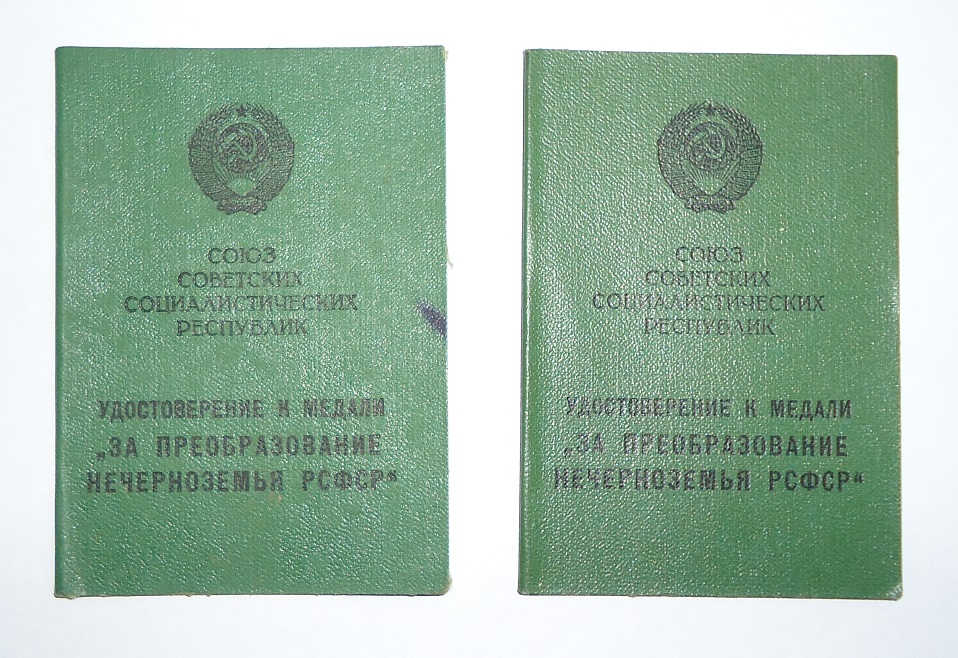 СОЮЗ
СОВЕТСКИХ
СОЦИАЛИСТИЧЕСКИХ
РЕСПУБЛИК
УДОСТОВЕРЕНИЕ К МЕДАЛИ
„ЗА ПРЕОБРАЗОВАНИЕ
НЕЧЕРНОЗЕМЬЯ РСФСР“
СОЮЗ
СОВЕТСКИХ
СОЦИАЛИСТИЧЕСКИХ
РЕСПУБЛИК
УДОСТОВЕРЕНИЕ К МЕДАЛИ
„ЗА ПРЕОБРАЗОВАНИЕ
НЕЧЕРНОЗЕМЬЯ РСФСР“